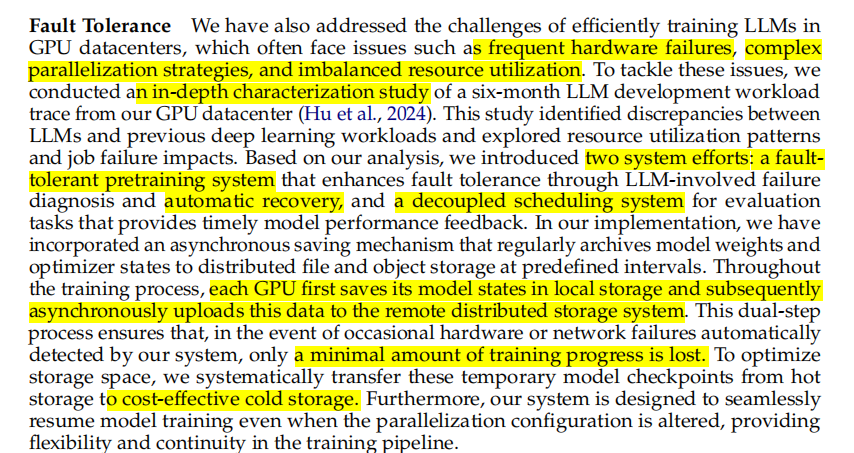 Fault Tolerance We have also addressed the challenges of efficiently training LLMs in
GPU datacenters, which often face issues such as frequent hardware failures, complex
parallelization strategies, and imbalanced resource utilization. To tackle these issues, we
conducted an in-depth characterization study of a six-month LLM development workload
trace from our GPU datacenter (Hu et al., 2024). This study identified discrepancies between
LLMs and previous deep learning workloads and explored resource utilization patterns
and job failure impacts. Based on our analysis, we introduced two system efforts: a fault-
tolerant pretraining system that enhances fault tolerance through LLM-involved failure
diagnosis and automatic recovery, and a decoupled scheduling system for evaluation
tasks that provides timely model performance feedback. In our implementation, we have
incorporated an asynchronous saving mechanism that regularly archives model weights and
optimizer states to distributed file and object storage at predefined intervals. Throughout
the training process, each GPU first saves its model states in local storage and subsequently
asynchronously uploads this data to the remote distributed storage system. This dual-step
process ensures that, in the event of occasional hardware or network failures automatically
detected by our system, only a minimal amount of training progress is lost. To optimize
storage space, we systematically transfer these temporary model checkpoints from hot
storage to cost-effective cold storage. Furthermore, our system is designed to seamlessly
resume model training even when the parallelization configuration is altered, providing
flexibility and continuity in the training pipeline.